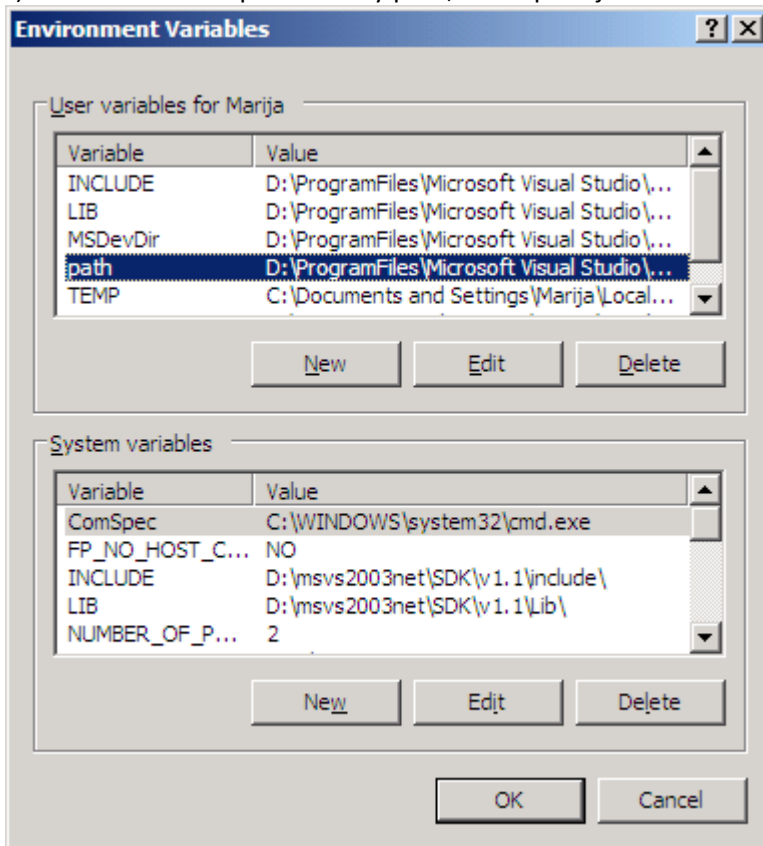 Environment Variables
User variables for Marija
Variable Value
INCLUDE D:\ProgramFiles\Microsoft Visual Studio\...
LIB D:\ProgramFiles\Microsoft Visual Studio\...
MSDevDir D:\ProgramFiles\Microsoft Visual Studio\...
path D:\ProgramFiles\Microsoft Visual Studio\...
TEMP C:\Documents and Settings\Marija\Local...
New Edit Delete
System variables
Variable Value
ComSpec C:\WINDOWS\system32\cmd.exe
FP_NO_HOST_C... NO
INCLUDE D:\msvs2003net\SDK\v1.1\include\
LIB D:\msvs2003net\SDK\v1.1\Lib\
NUMBER_OF_P... 2
New Edit Delete
OK Cancel